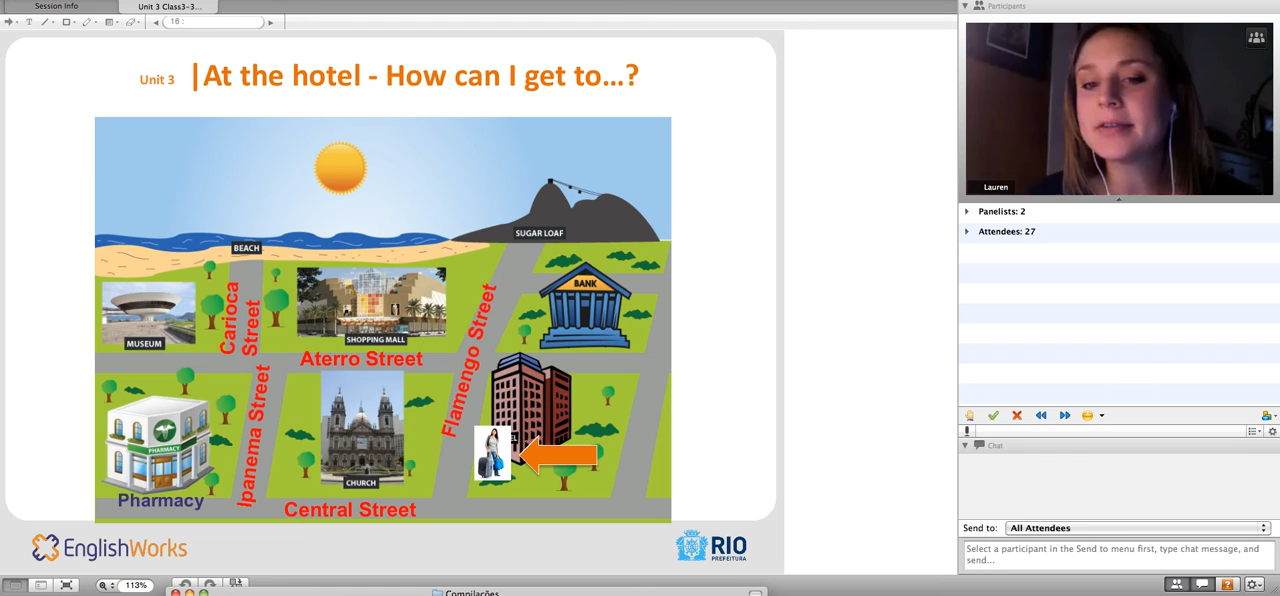 Session Info
Unit 3 Class3-3...
Participants
16 :
Unit 3 |At the hotel - How can I get to...?
Lauren
Panelists: 2
Attendees: 27
BEACH
SUGAR LOAF
BANK
Carioca
Street
MUSEUM
SHOPPING MALL
Flamengo Street
Aterro Street
Ipanema Street
PHARMACY
CHURCH
Pharmacy
Central Street
Chat
Send to: All Attendees
Select a participant in the Send to menu first, type chat message, and
send...
EnglishWorks
RIO
PREFEITURA
113%
Compilações